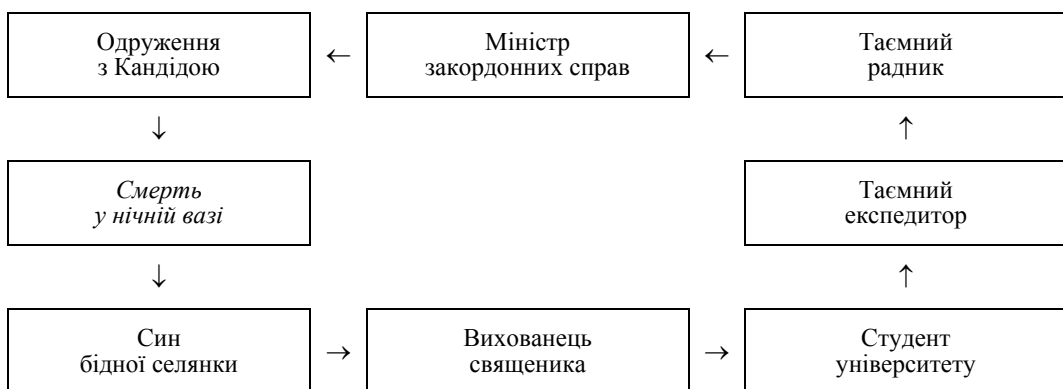 Одруження
з Кандідою
←
Міністр
закордонних справ
←
Таємний
радник
↓
↑
Смерть
у нічній вазі
Таємний
експедитор
↓
↑
Син
бідної селянки
→
Вихованець
священика
→
Студент
університету